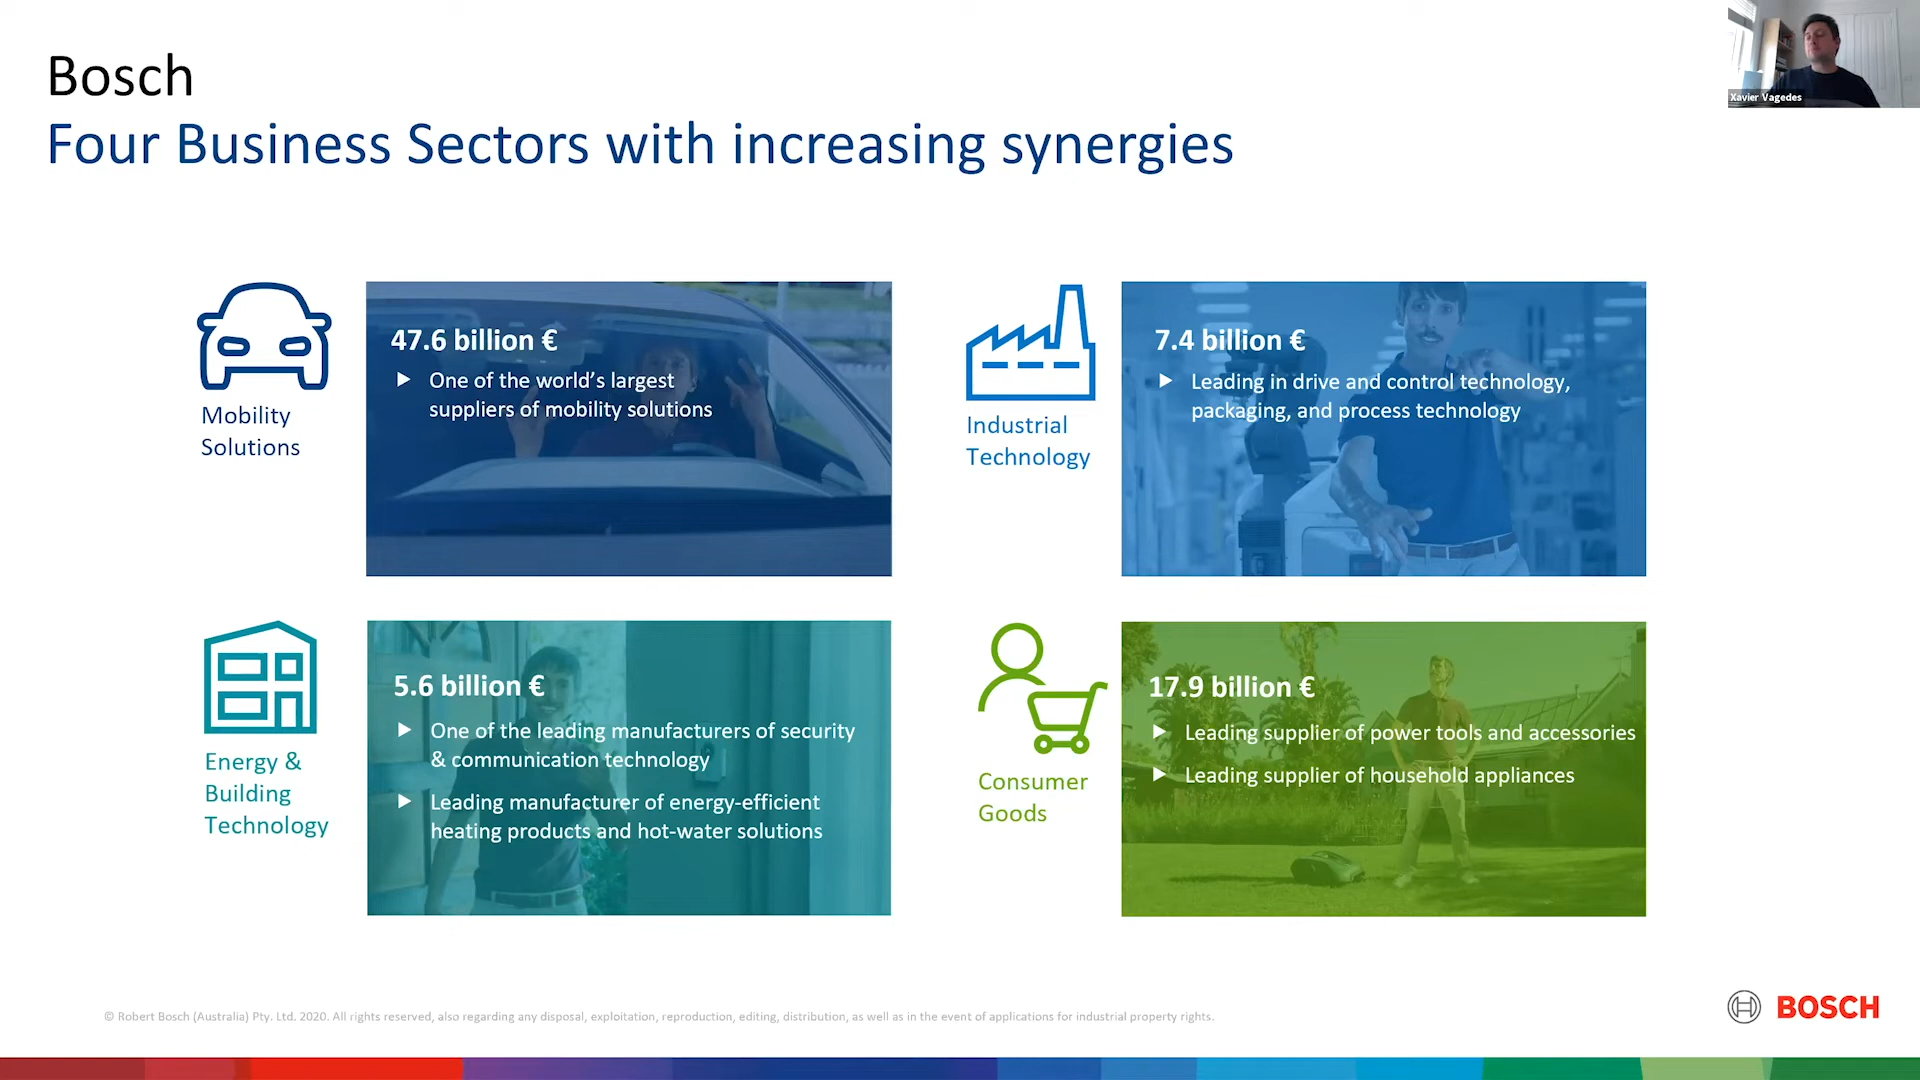 Bosch
Four Business Sectors with increasing synergies
Xavier Vagedes
Mobility
Solutions
47.6 billion €
One of the world's largest
suppliers of mobility solutions
Industrial
Technology
7.4 billion €
Leading in drive and control technology,
packaging, and process technology
Energy &
Building
Technology
5.6 billion €
One of the leading manufacturers of security
& communication technology
Leading manufacturer of energy-efficient
heating products and hot-water solutions
Consumer
Goods
17.9 billion €
Leading supplier of power tools and accessories
Leading supplier of household appliances
© Robert Bosch (Australia) Pty. Ltd. 2020. All rights reserved, also regarding any disposal, exploitation, reproduction, editing, distribution, as well as in the event of applications for industrial property rights.
BOSCH